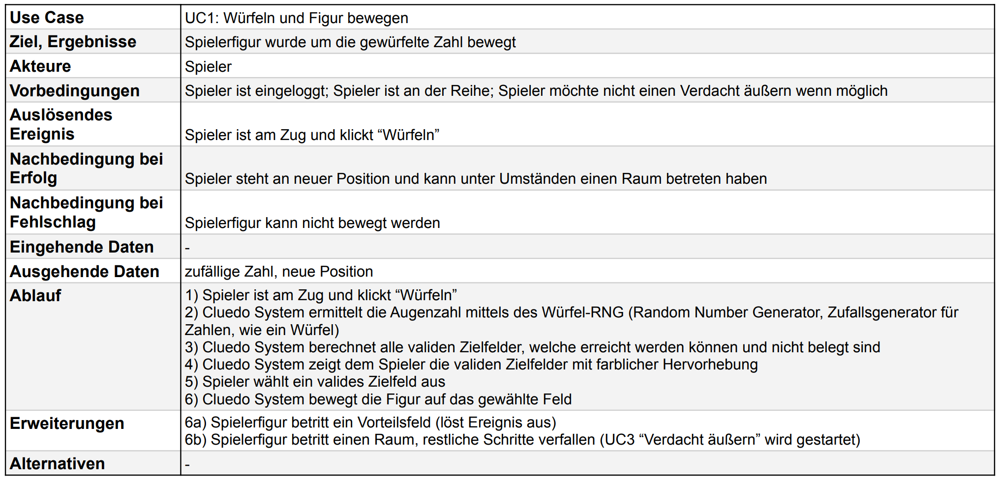 Use Case
UC1: Würfeln und Figur bewegen
Ziel, Ergebnisse
Spielerfigur wurde um die gewürfelte Zahl bewegt
Akteure
Spieler
Vorbedingungen
Spieler ist eingeloggt; Spieler ist an der Reihe; Spieler möchte nicht einen Verdacht äußern wenn möglich
Auslösendes
Ereignis
Spieler ist am Zug und klickt “Würfeln”
Nachbedingung bei
Erfolg
Spieler steht an neuer Position und kann unter Umständen einen Raum betreten haben
Nachbedingung bei
Fehlschlag
Spielerfigur kann nicht bewegt werden
Eingehende Daten
-
Ausgehende Daten
zufällige Zahl, neue Position
Ablauf
1) Spieler ist am Zug und klickt “Würfeln”
2) Cluedo System ermittelt die Augenzahl mittels des Würfel-RNG (Random Number Generator, Zufallsgenerator für
Zahlen, wie ein Würfel)
3) Cluedo System berechnet alle validen Zielfelder, welche erreicht werden können und nicht belegt sind
4) Cluedo System zeigt dem Spieler die validen Zielfelder mit farblicher Hervorhebung
5) Spieler wählt ein valides Zielfeld aus
6) Cluedo System bewegt die Figur auf das gewählte Feld
Erweiterungen
6a) Spielerfigur betritt ein Vorteilsfeld (löst Ereignis aus)
6b) Spielerfigur betritt einen Raum, restliche Schritte verfallen (UC3 “Verdacht äußern” wird gestartet)
Alternativen
-